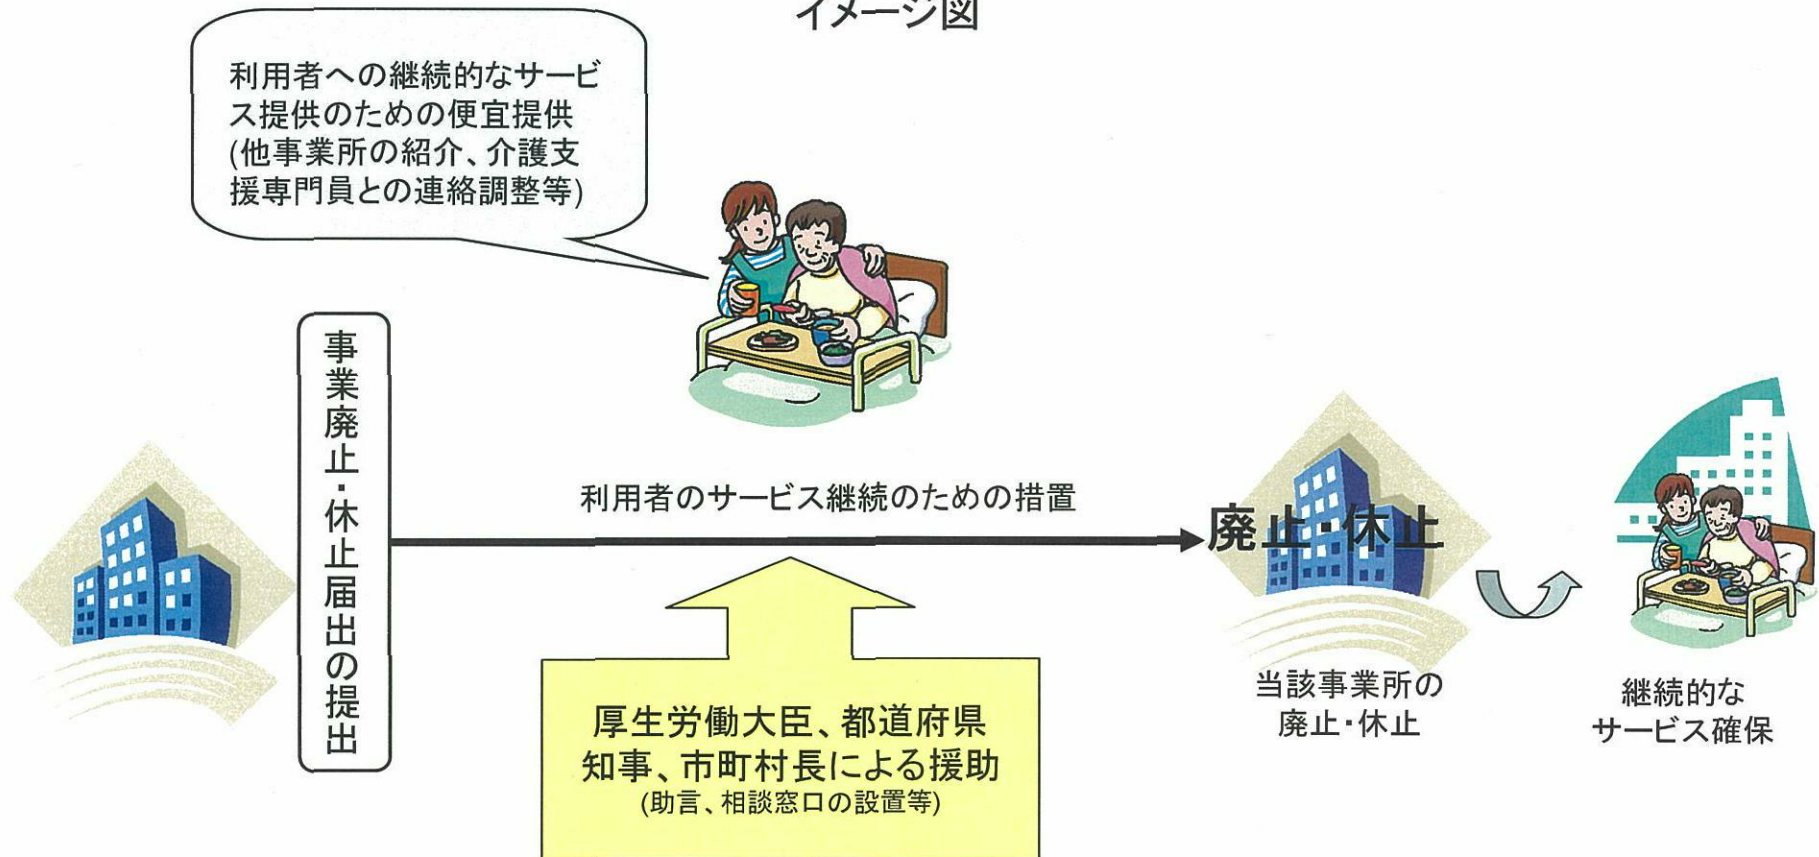 イメージ図
利用者への継続的なサービ
ス提供のための便宜提供
(他事業所の紹介、介護支
援専門員との連絡調整等)
事業廃止・休止届出の提出
利用者のサービス継続のための措置
廃止・休止
厚生労働大臣、都道府県
知事、市町村長による援助
(助言、相談窓口の設置等)
当該事業所の
廃止・休止
継続的な
サービス確保